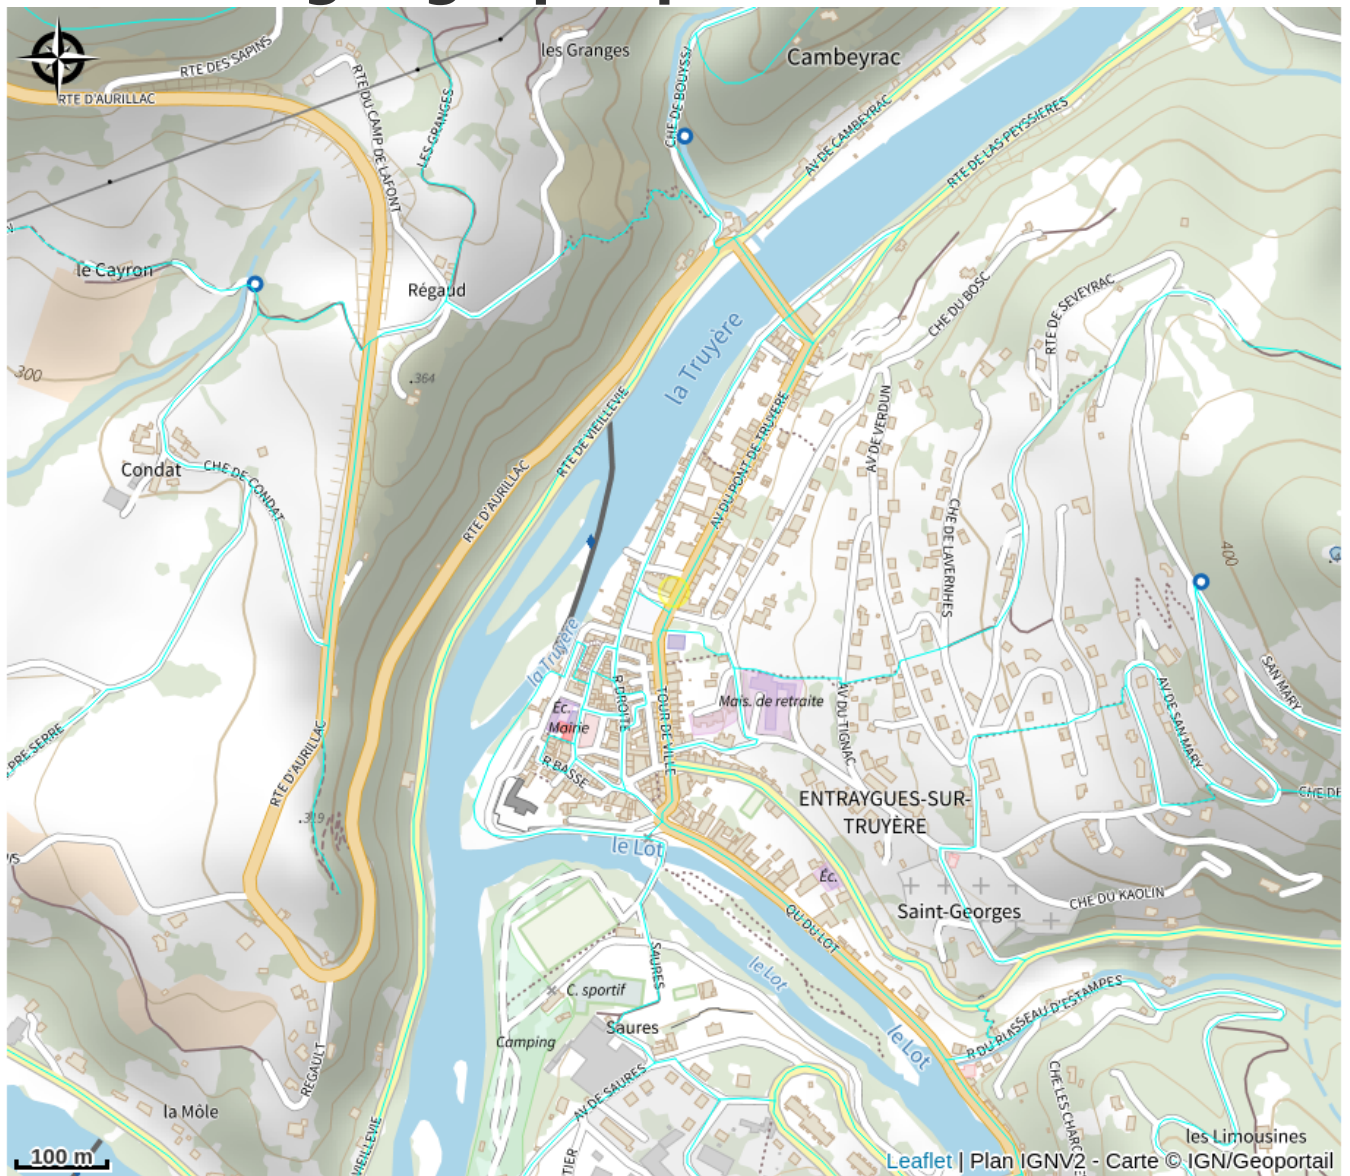 les Granges
Cambeyrac
RTE DES SAPINS
RTE D'AURILLAC
RTE DU CAMP DE LAFONT
LES GRANGES
CHE DE BOUYSSI
AV DE CAMBEYRAC
RTE DE LAS PEYSSIERES
le Cayron
Régaud
300
.364
la Truyère
CHE DU BOSC
RTE DE SEVEYRAC
RTE DE VIEILLEVIE
AV DU PONT DE TRUYERE
AV DE VERDUN
Condat
CHE DE CONDAT
RTE D'AURILLAC
CHE DE LAVERNHES
400
la Truyère
R DROITE
TOUR DE VILLE
Mais. de retraite
AV DU TIGNAC
SAN MARY
AV DE SAN MARY
Éc.
Mairie
R BASSE
PRE-SERRE
RTE D'AURILLAC
.319
ENTRAYGUES-SUR-
TRUYÈRE
CHE DE
le Lot
Éc.
Saint-Georges
CHE DU KAOLIN
QU DU LOT
SAURES
le Lot
C. sportif
Saures
Camping
le Lot
R DU RUISSEAU D'ESTAMPES
REGAULT
AV DE SAURES
CHE LES CHARC
la Môle
VIEILLEVIE
TIER
les Limousines
100 m
Leaflet | Plan IGNV2 - Carte © IGN/Geoportail